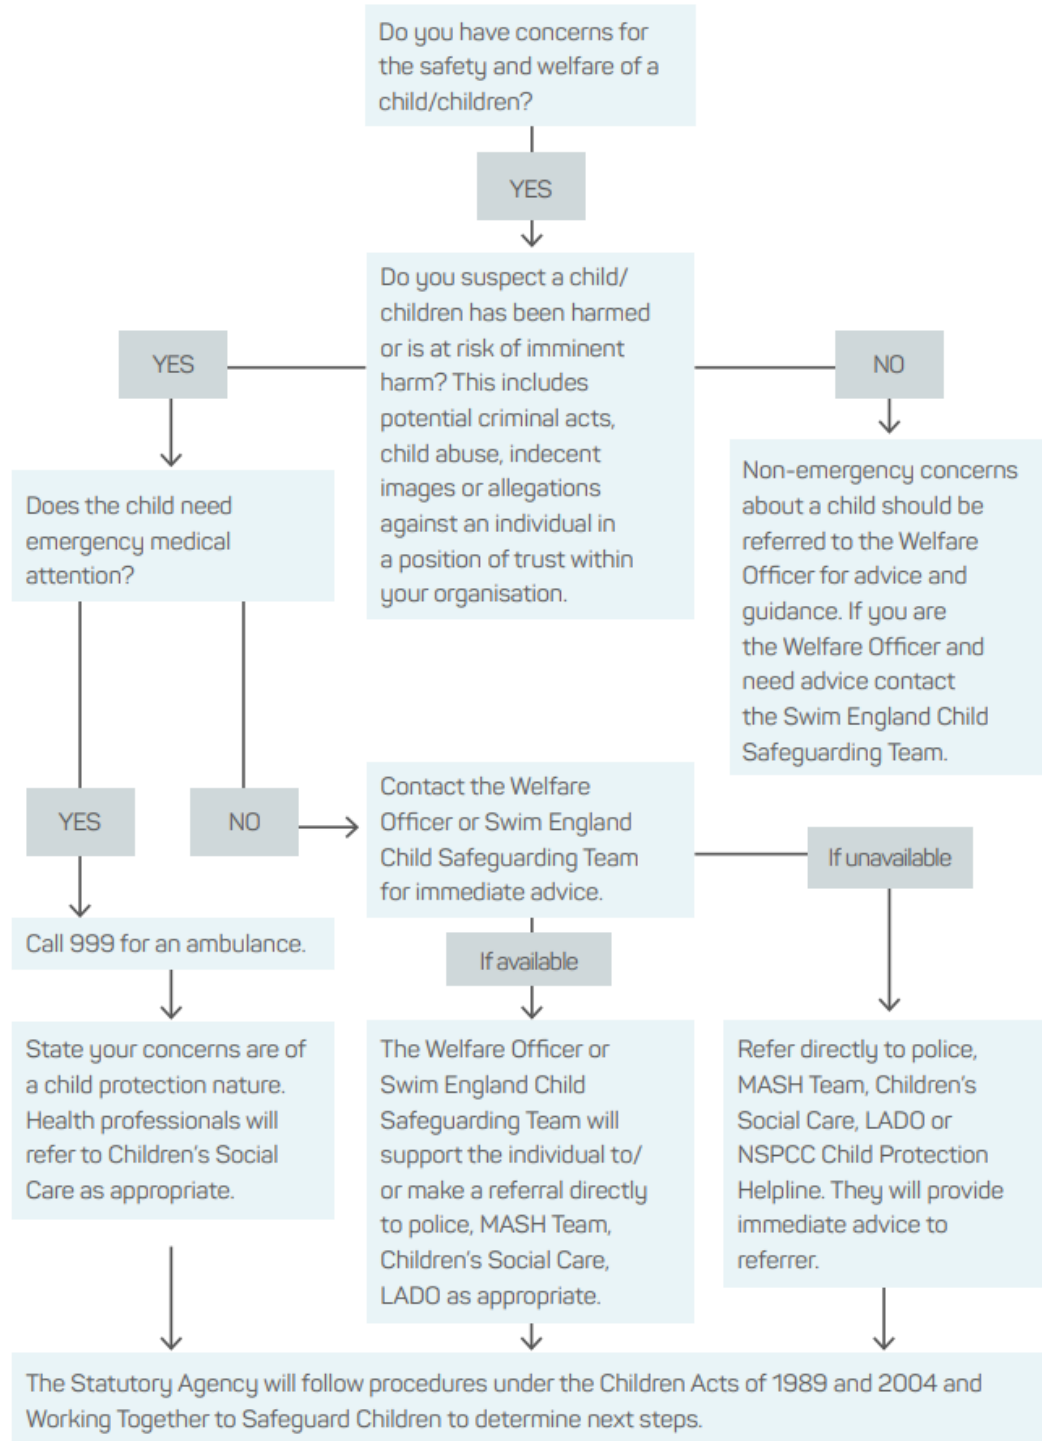 Do you have concerns for
the safety and welfare of a
child/children?
YES
Do you suspect a child/
children has been harmed
or is at risk of imminent
harm? This includes
potential criminal acts,
child abuse, indecent
images or allegations
against an individual in
a position of trust within
your organisation.
YES
NO
Does the child need
emergency medical
attention?
Non-emergency concerns
about a child should be
referred to the Welfare
Officer for advice and
guidance. If you are
the Welfare Officer and
need advice contact
the Swim England Child
Safeguarding Team.
YES
NO
Contact the Welfare
Officer or Swim England
Child Safeguarding Team
for immediate advice.
If unavailable
If available
Call 999 for an ambulance.
State your concerns are of
a child protection nature.
Health professionals will
refer to Children's Social
Care as appropriate.
The Welfare Officer or
Swim England Child
Safeguarding Team will
support the individual to/
or make a referral directly
to police, MASH Team,
Children's Social Care,
LADO as appropriate.
Refer directly to police,
MASH Team, Children's
Social Care, LADO or
NSPCC Child Protection
Helpline. They will provide
immediate advice to
referrer.
The Statutory Agency will follow procedures under the Children Acts of 1989 and 2004 and
Working Together to Safeguard Children to determine next steps.